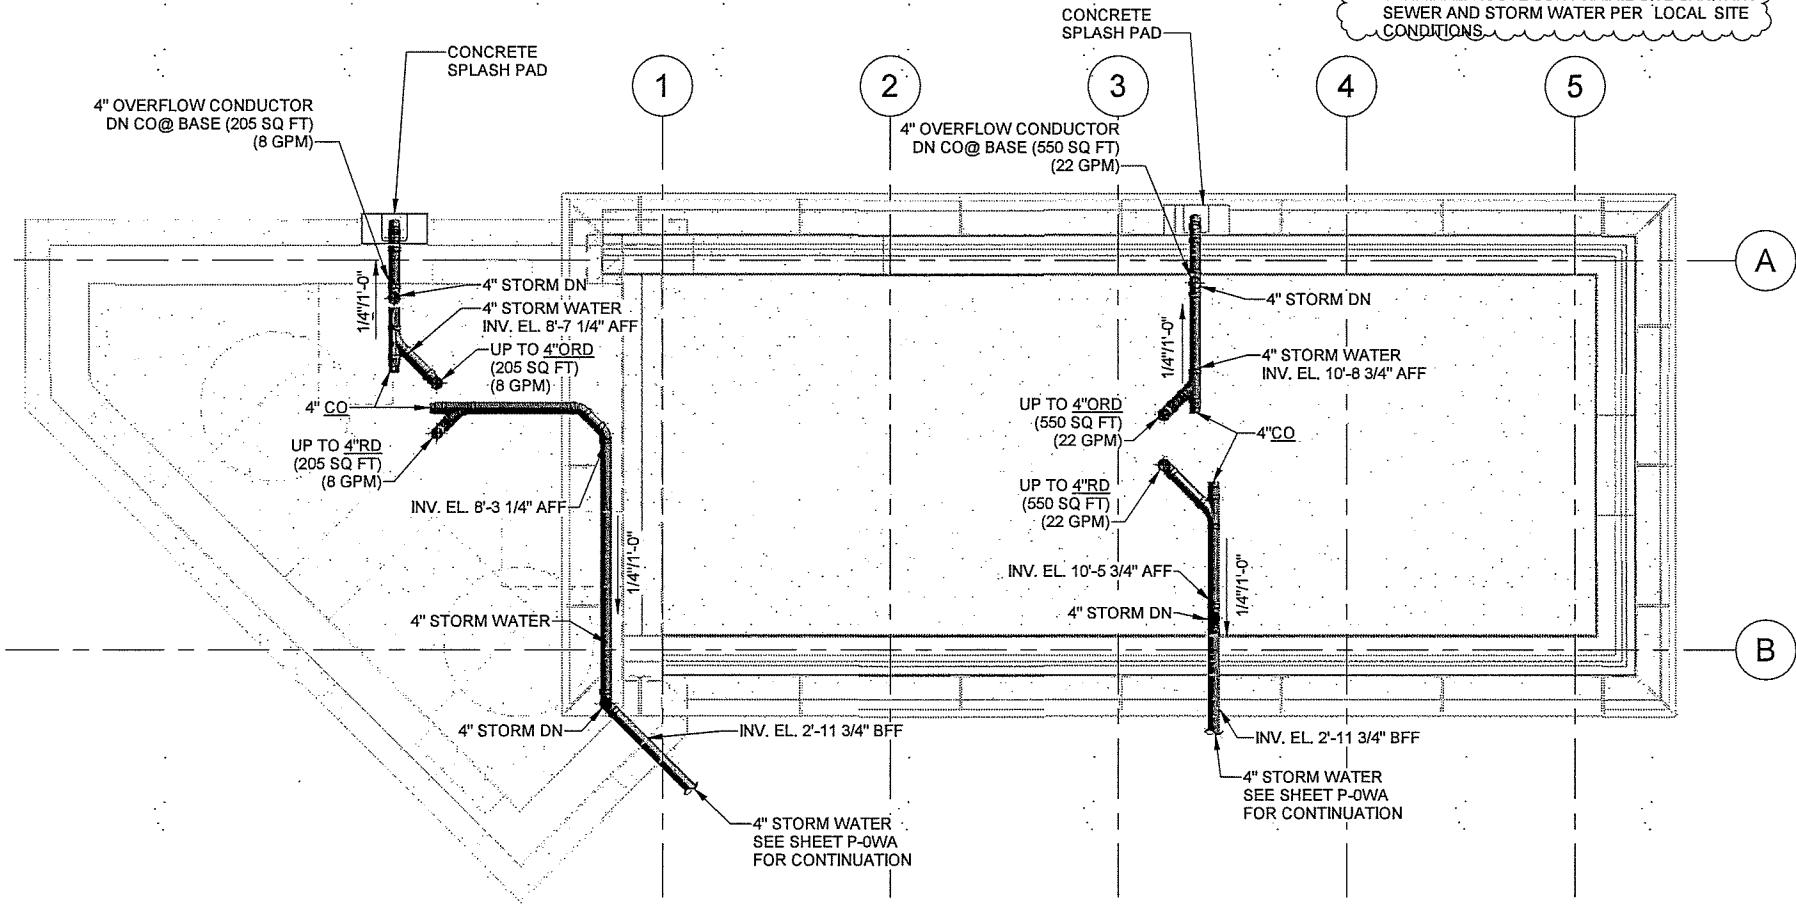 SEWER AND STORM WATER PER LOCAL SITE
CONDITIONS
CONCRETE
SPLASH PAD
CONCRETE
SPLASH PAD
1
2
3
4
5
4" OVERFLOW CONDUCTOR
DN CO@ BASE (205 SQ FT)
(8 GPM)
4" OVERFLOW CONDUCTOR
DN CO@ BASE (550 SQ FT)
(22 GPM)
A
4" STORM DN
4" STORM WATER
INV. EL. 8'-7 1/4" AFF
1/4"/1'-0"
UP TO 4"ORD
(205 SQ FT)
(8 GPM)
4" CO
UP TO 4"RD
(205 SQ FT)
(8 GPM)
INV. EL. 8'-3 1/4" AFF
1/4"/1'-0"
4" STORM WATER
4" STORM DN
INV. EL. 2'-11 3/4" BFF
4" STORM WATER
SEE SHEET P-0WA
FOR CONTINUATION
4" STORM DN
1/4"/1'-0"
4" STORM WATER
INV. EL. 10'-8 3/4" AFF
UP TO 4"ORD
(550 SQ FT)
(22 GPM)
4"CO
UP TO 4"RD
(550 SQ FT)
(22 GPM)
INV. EL. 10'-5 3/4" AFF
1/4"/1'-0"
4" STORM DN
B
INV. EL. 2'-11 3/4" BFF
4" STORM WATER
SEE SHEET P-0WA
FOR CONTINUATION